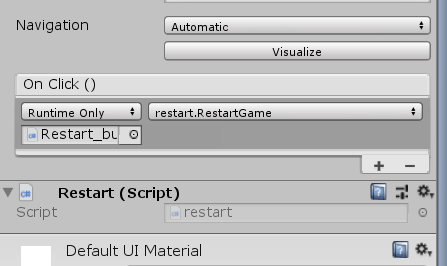 Navigation Automatic
Visualize
On Click ()
Runtime Only restart.RestartGame
Restart_bu
Restart (Script)
Script restart
Default UI Material